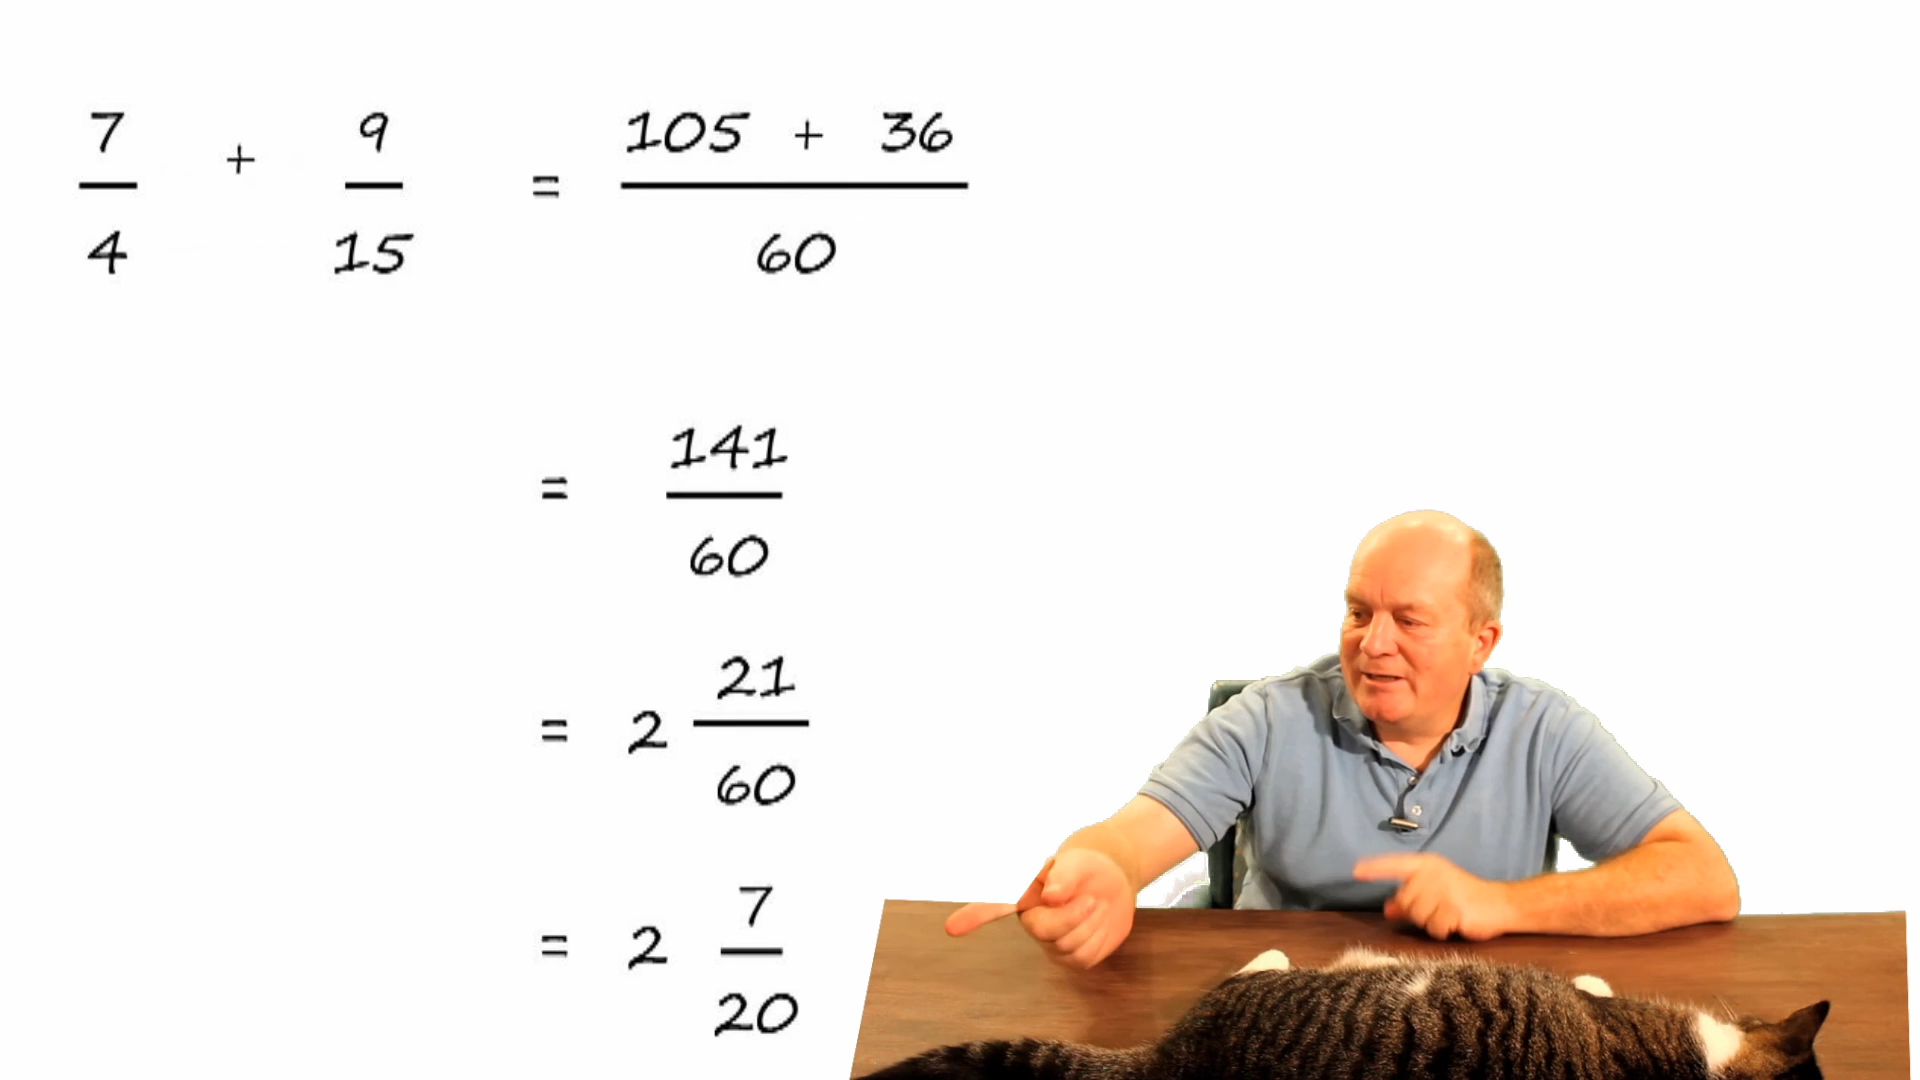 7/4 + 9/15 = (105 + 36)/60
= 141/60
= 2 21/60
= 2 7/20